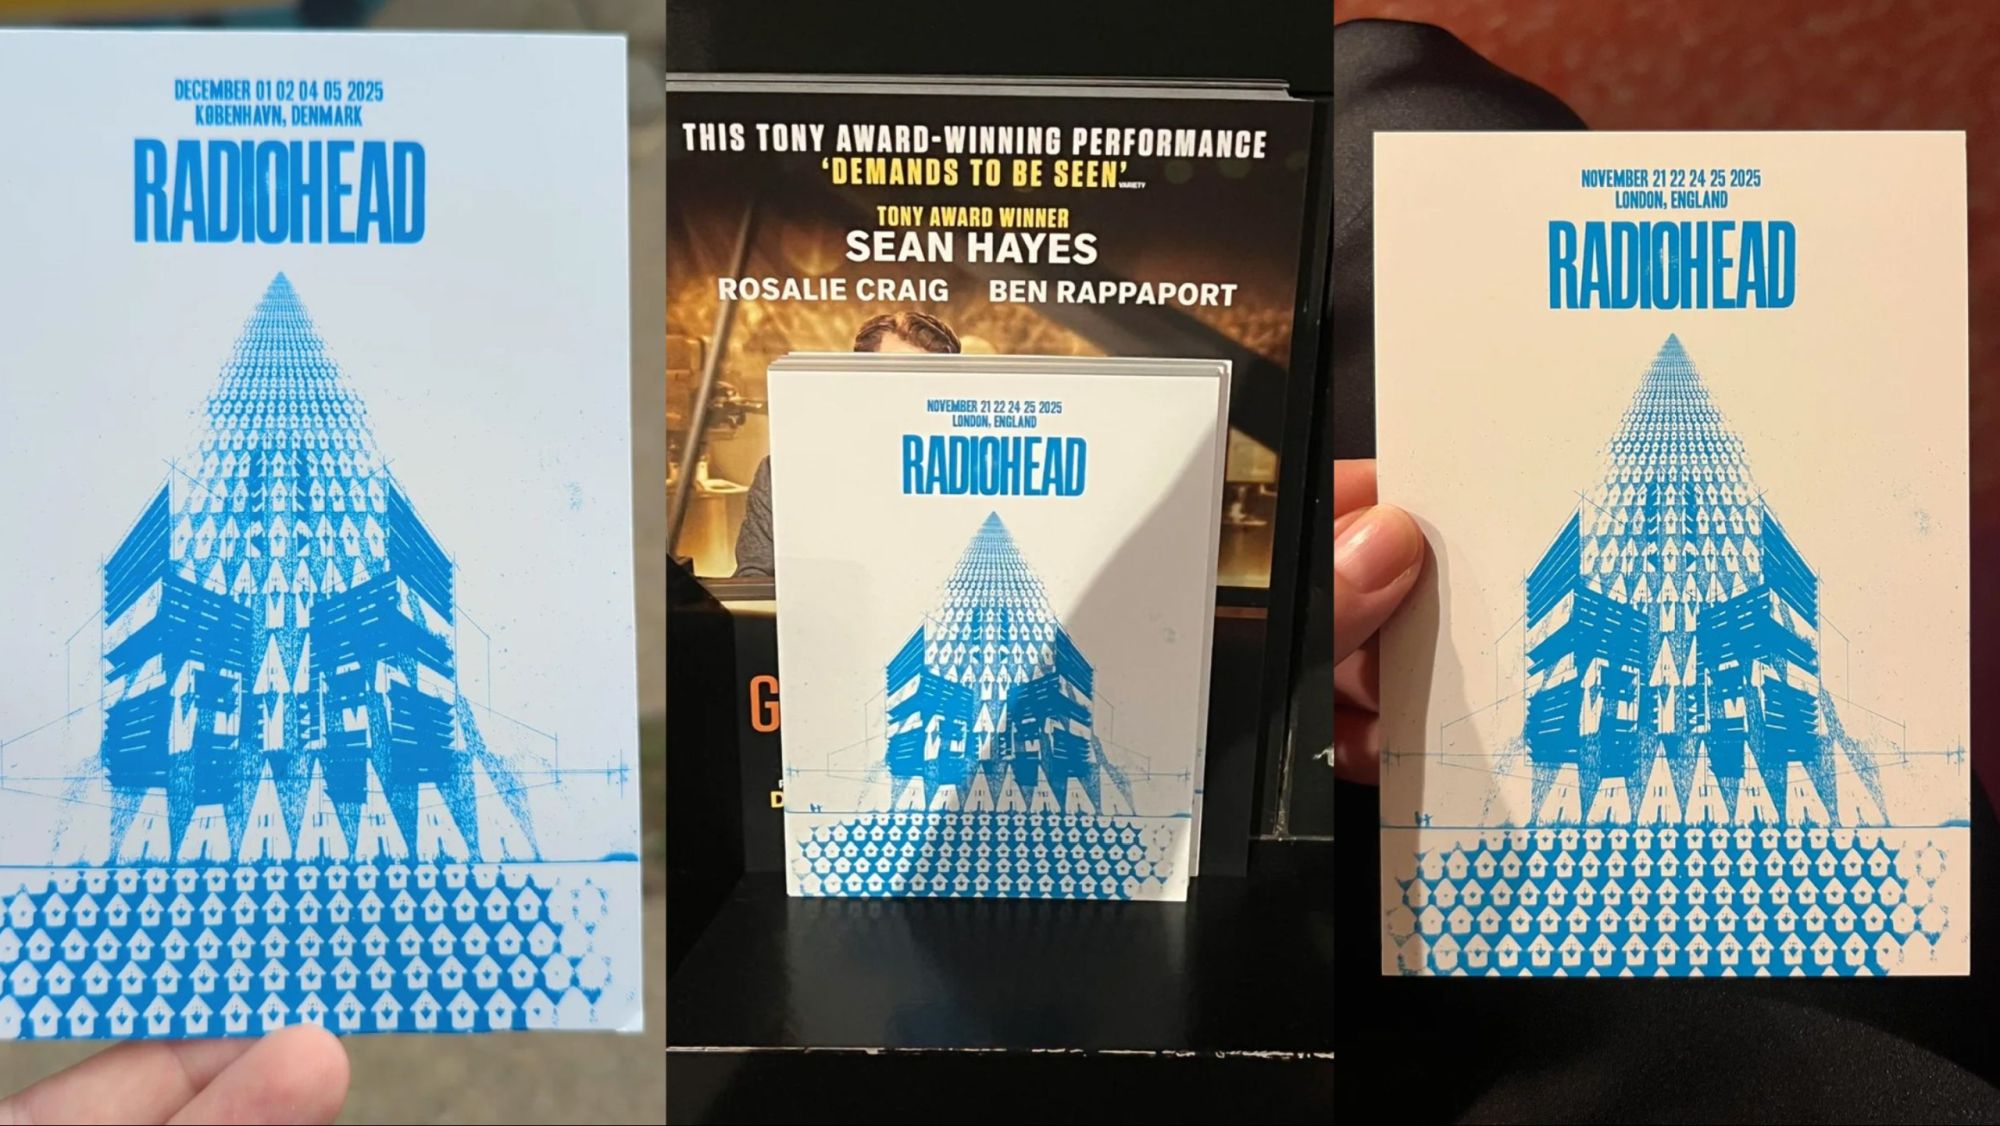 DECEMBER 01 02 04 05 2025
KØBENHAVN, DENMARK
RADIOHEAD
THIS TONY AWARD-WINNING PERFORMANCE
‘DEMANDS TO BE SEEN’
VARIETY
TONY AWARD WINNER
SEAN HAYES
ROSALIE CRAIG BEN RAPPAPORT
G
D
NOVEMBER 21 22 24 25 2025
LONDON, ENGLAND
RADIOHEAD
NOVEMBER 21 22 24 25 2025
LONDON, ENGLAND
RADIOHEAD